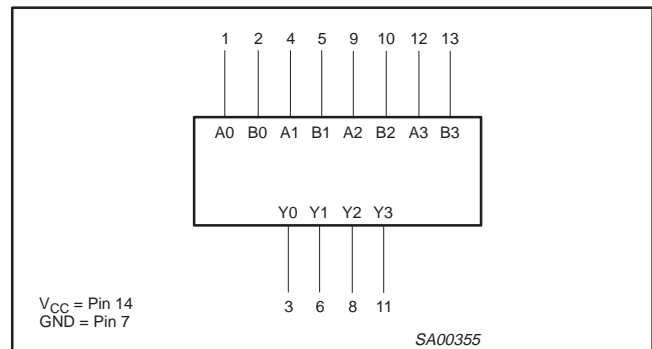 1 2 4 5 9 10 12 13
A0 B0 A1 B1 A2 B2 A3 B3
Y0 Y1 Y2 Y3
3 6 8 11
VCC = Pin 14
GND = Pin 7
SA00355